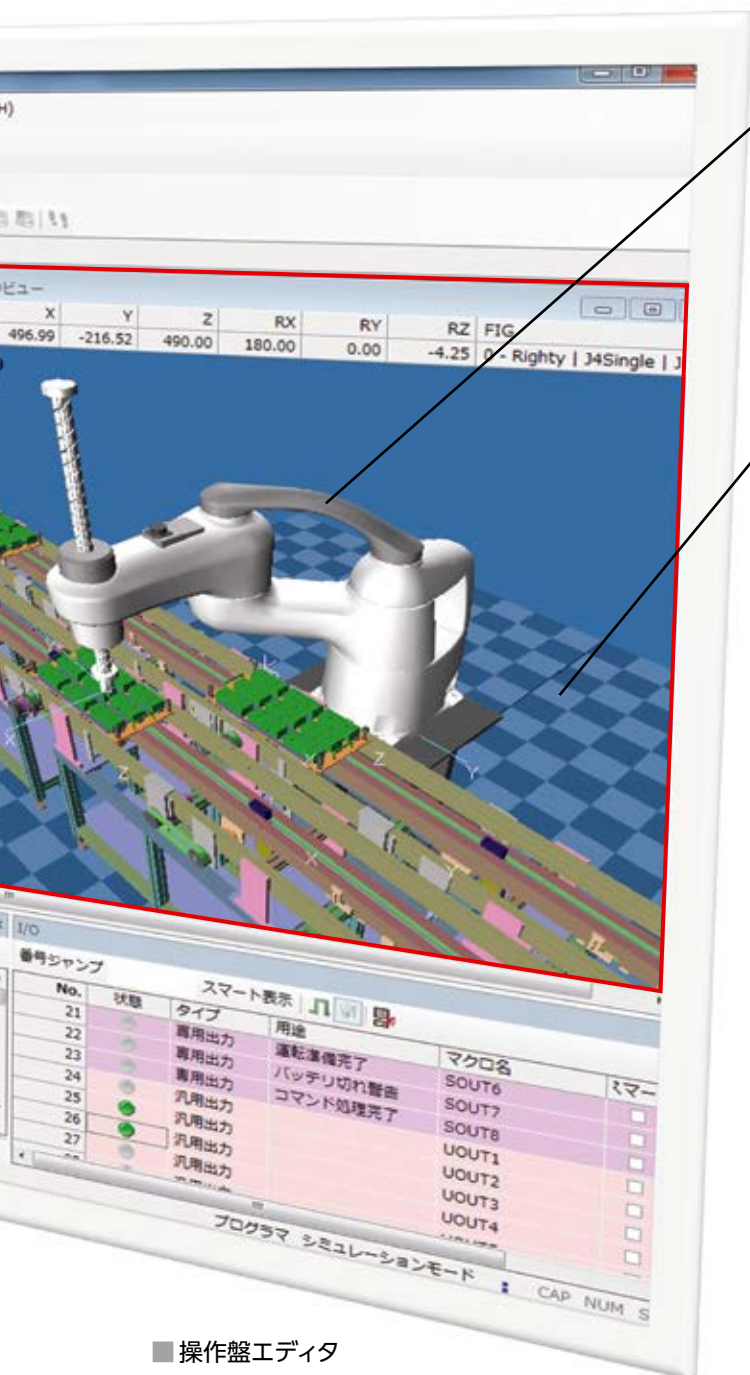 H)
ビュー
X Y Z RX RY RZ FIG
496.99 -216.52 490.00 180.00 0.00 -4.25 0 - Righty | J4Single | J
X
Z
X
Z
Y
I/O
番号ジャンプ スマート表示
No. 状態 タイプ 用途 マクロ名
21 専用出力 運転準備完了 SOUT6
22 専用出力 バッテリ切れ警告 SOUT7
23 専用出力 コマンド処理完了 SOUT8
24 汎用出力 UOUT1
25 汎用出力 UOUT2
26 汎用出力 UOUT3
27 汎用出力 UOUT4
プログラマ シミュレーションモード CAP NUM S
■ 操作盤エディタ